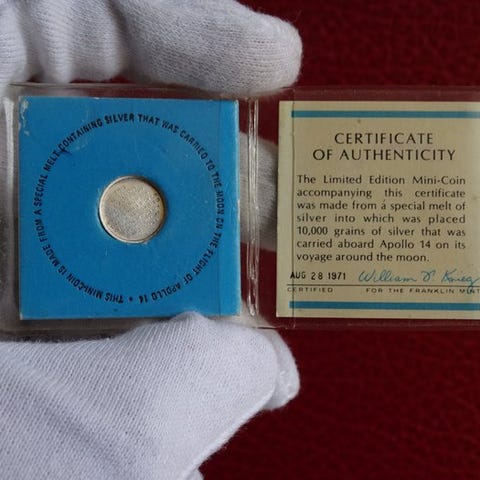 • THIS MINI-COIN IS MADE FROM A SPECIAL MELT CONTAINING SILVER THAT WAS CARRIED TO THE MOON ON THE FLIGHT OF APOLLO 14
CERTIFICATE
OF AUTHENTICITY
The Limited Edition Mini-Coin
accompanying this certificate
was made from a special melt of
silver into which was placed
10,000 grains of silver that was
carried aboard Apollo 14 on its
voyage around the moon.
AUG 28 1971
CERTIFIED FOR THE FRANKLIN MINT